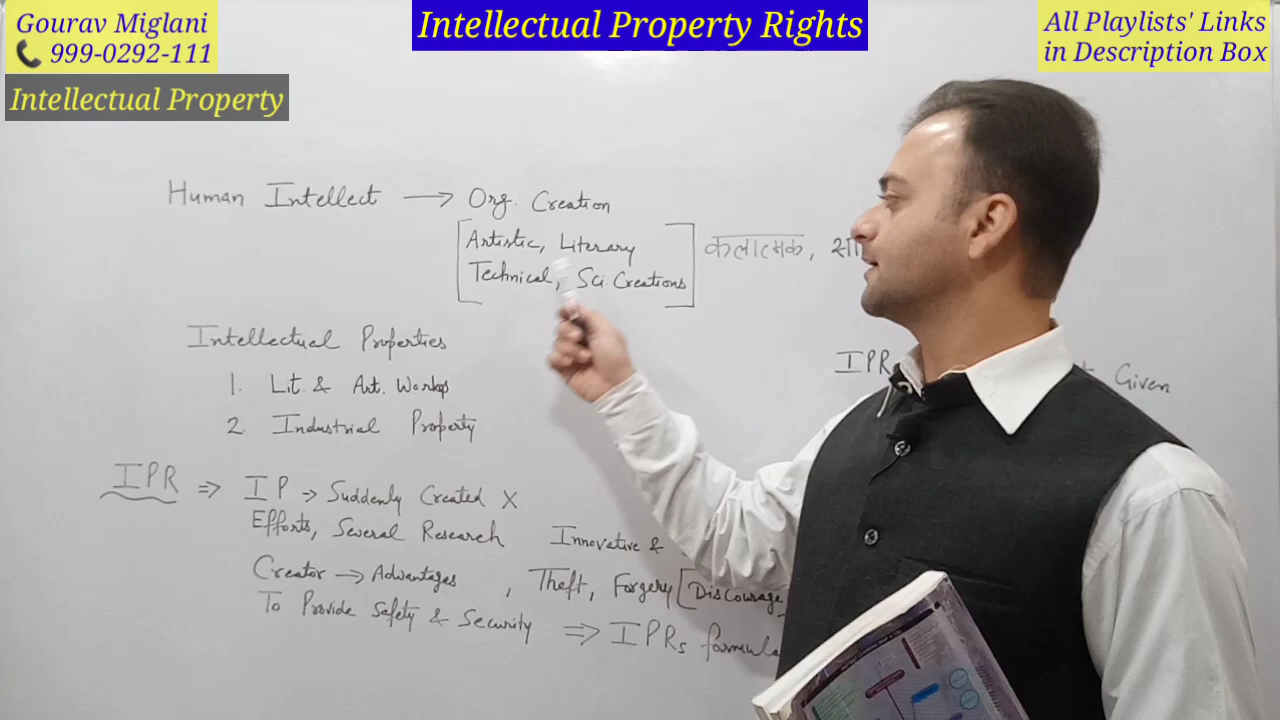 Gourav Miglani
📞 999-0292-111
Intellectual Property Rights
All Playlists' Links
in Description Box
Intellectual Property
Human Intellect → Org. Creation
[Artistic, Literary
Technical, Sci. Creations] कलात्मक,
Intellectual Properties
1. Lit. & Art. Works
2. Industrial Property
IPR Given
IPR ⇒ IP → Suddenly Created X
Efforts, Several Research Innovative &
Creator → Advantages , Theft, Forgery [Discourage
To Provide Safety & Security ⇒ IPRs